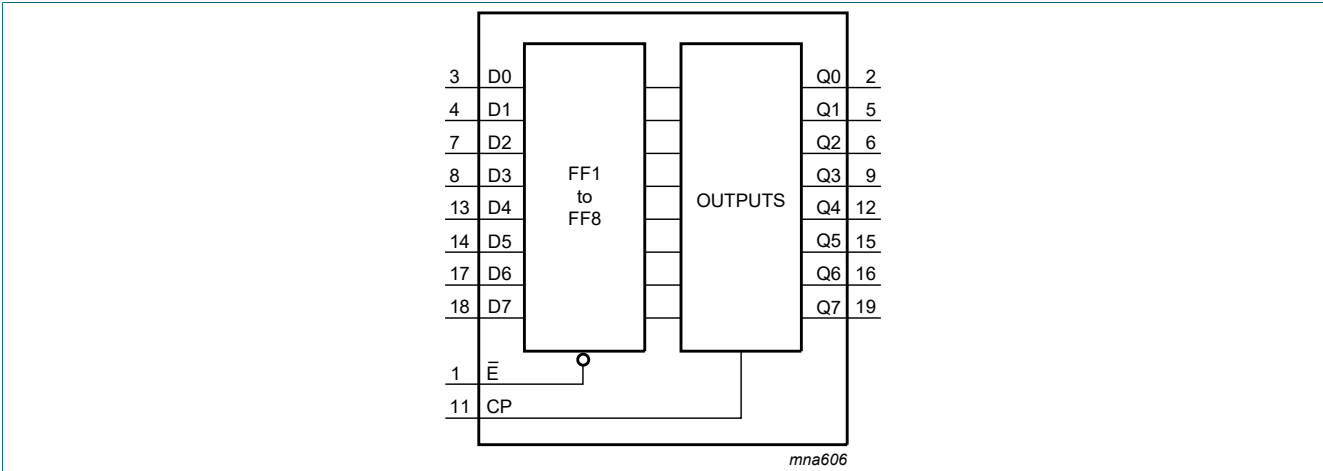 3 D0 Q0 2
4 D1 Q1 5
7 D2 Q2 6
8 D3 FF1 Q3 9
to OUTPUTS
13 D4 FF8 Q4 12
14 D5 Q5 15
17 D6 Q6 16
18 D7 Q7 19
1 E̅
11 CP
mna606